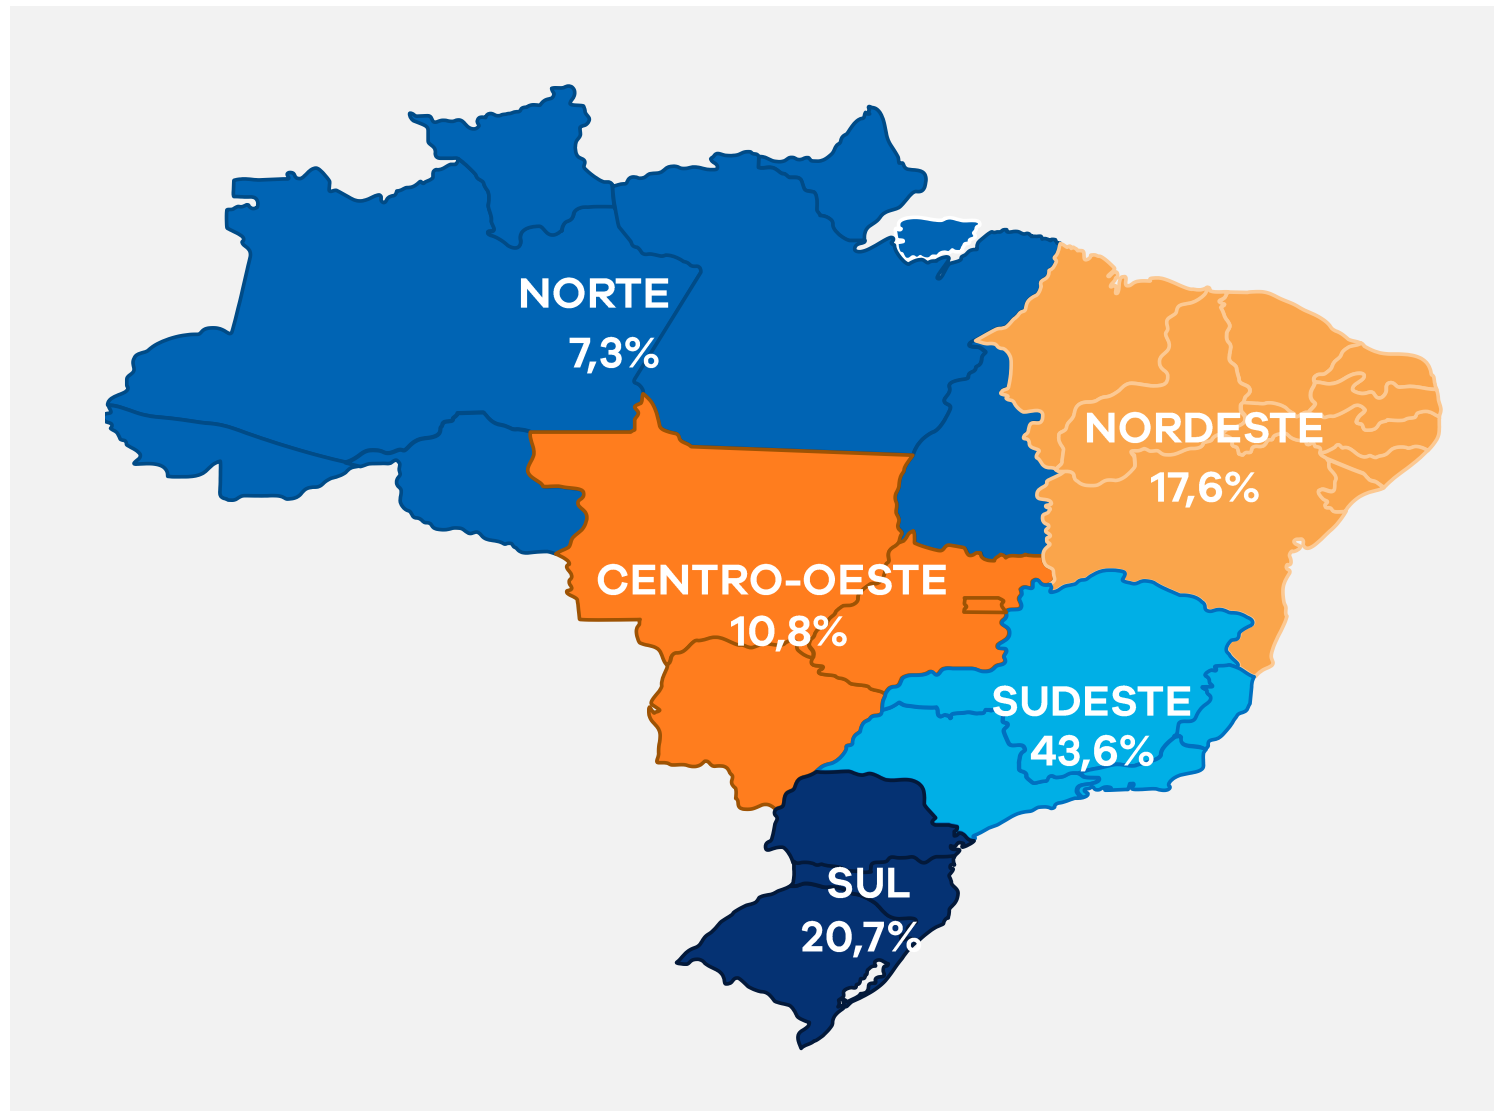 NORTE
7,3%
NORDESTE
17,6%
CENTRO-OESTE
10,8%
SUDESTE
43,6%
SUL
20,7%